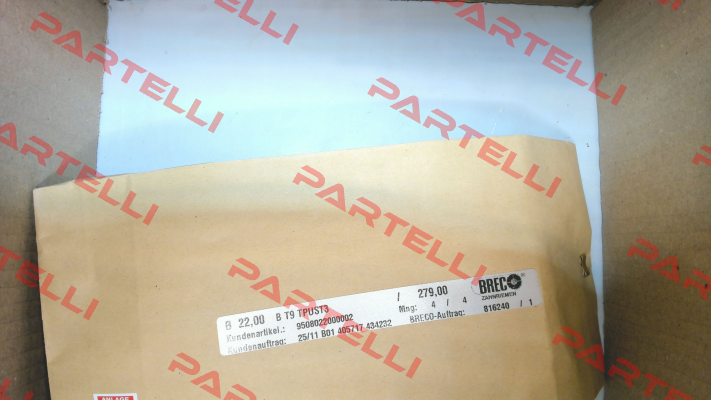 PARTELLI
PARTELLI
PARTELLI
PARTELLI
PARTELLI
PARTELLI
PARTELLI
PARTELLI
PARTELLI
B 22,00 B T9 TPUST3 / 279,00 BRECO
Kundenartikel.: 9508022000002 Mng: 4 / 4 ZAHNRIEMEN
Kundenauftrag: 25/11 B01 405717 434232 BRECO-Auftrag: 816240 / 1
ANLAGE